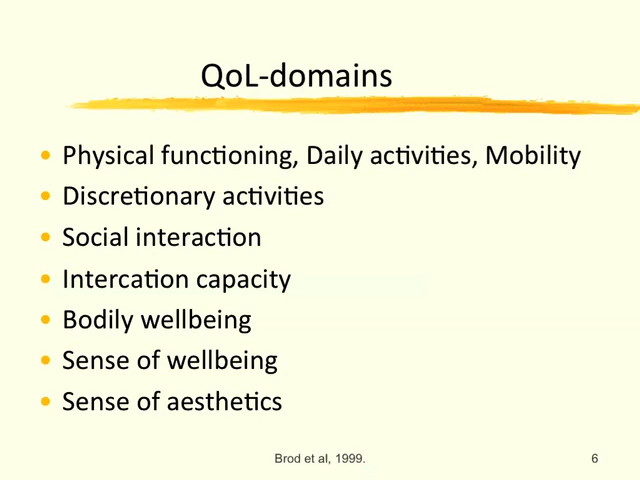 QoL-domains
• Physical functioning, Daily activities, Mobility
• Discretionary activities
• Social interaction
• Intercation capacity
• Bodily wellbeing
• Sense of wellbeing
• Sense of aesthetics
Brod et al, 1999.
6